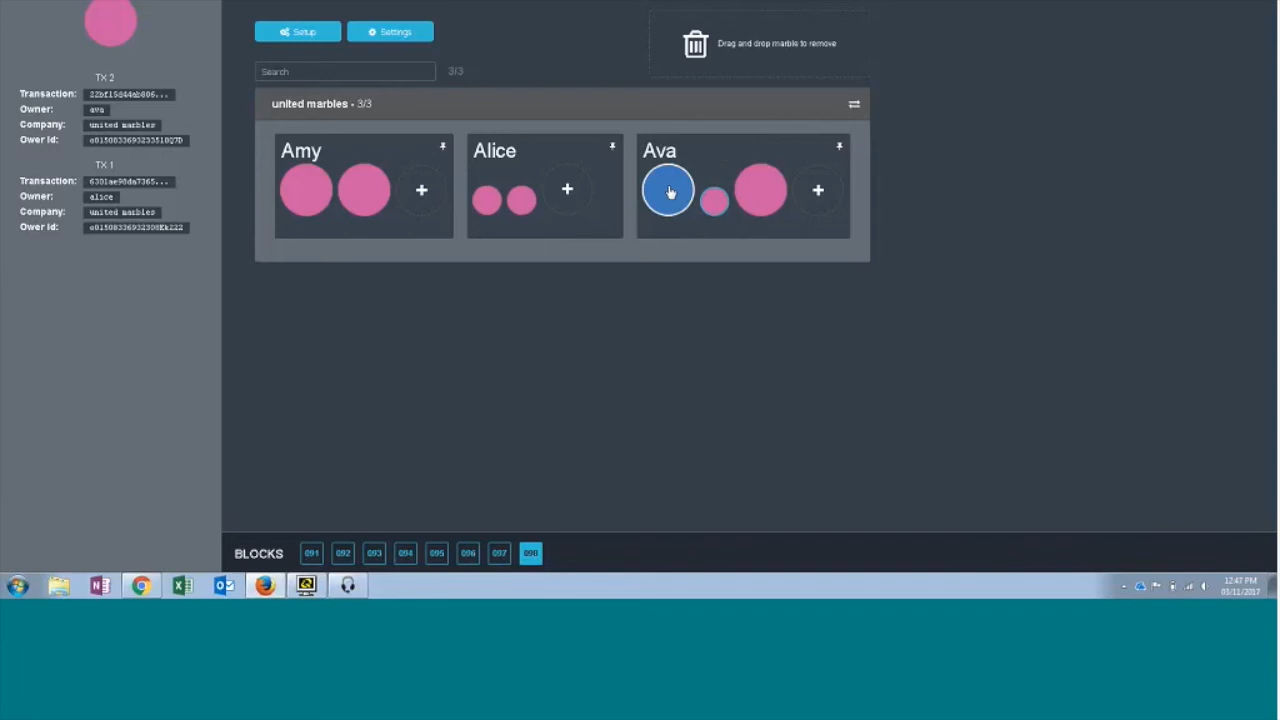 TX 2
Transaction:
Owner: ava
Company: united marbles
Ower Id:
TX 1
Transaction:
Owner: alice
Company: united marbles
Ower Id:
Setup
Settings
Drag and drop marble to remove
Search
3/3
united marbles - 3/3
Amy
Alice
Ava
+
+
+
BLOCKS 091 092 093 094 095 096 097 098
12:47 PM